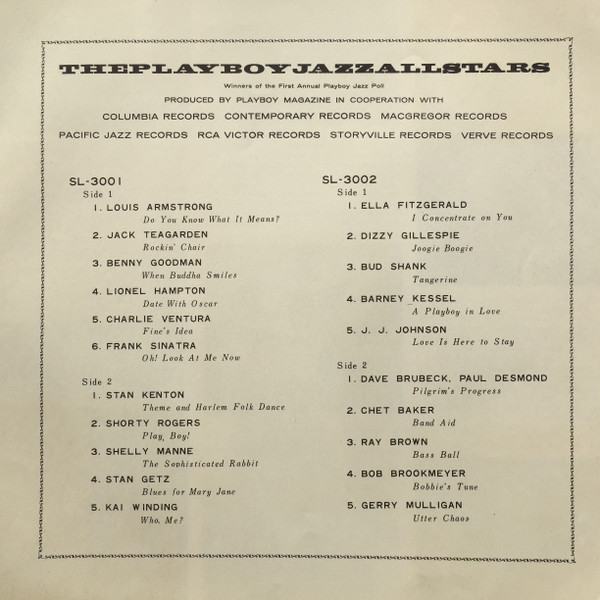 THEPLAYBOYJAZZALLSTARS
Winners of the First Annual Playboy Jazz Poll
PRODUCED BY PLAYBOY MAGAZINE IN COOPERATION WITH
COLUMBIA RECORDS CONTEMPORARY RECORDS MACGREGOR RECORDS
PACIFIC JAZZ RECORDS RCA VICTOR RECORDS STORYVILLE RECORDS VERVE RECORDS
SL-3001
Side 1
1. LOUIS ARMSTRONG
Do You Know What It Means?
2. JACK TEAGARDEN
Rockin' Chair
3. BENNY GOODMAN
When Buddha Smiles
4. LIONEL HAMPTON
Date With Oscar
5. CHARLIE VENTURA
Fine's Idea
6. FRANK SINATRA
Oh! Look At Me Now
Side 2
1. STAN KENTON
Theme and Harlem Folk Dance
2. SHORTY ROGERS
Play, Boy!
3. SHELLY MANNE
The Sophisticated Rabbit
4. STAN GETZ
Blues for Mary Jane
5. KAI WINDING
Who, Me?
SL-3002
Side 1
1. ELLA FITZGERALD
I Concentrate on You
2. DIZZY GILLESPIE
Joogie Boogie
3. BUD SHANK
Tangerine
4. BARNEY KESSEL
A Playboy in Love
5. J. J. JOHNSON
Love Is Here to Stay
Side 2
1. DAVE BRUBECK, PAUL DESMOND
Pilgrim's Progress
2. CHET BAKER
Band Aid
3. RAY BROWN
Bass Ball
4. BOB BROOKMEYER
Bobbie's Tune
5. GERRY MULLIGAN
Utter Chaos